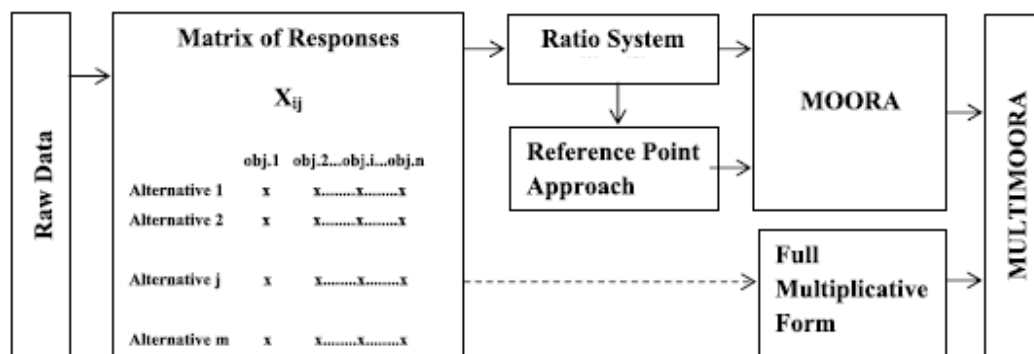 Raw Data
Matrix of Responses
Xij
obj.1 obj.2...obj.i...obj.n
Alternative 1 x x.........x.........x
Alternative 2 x x.........x.........x
Alternative j x x.........x.........x
Alternative m x x.........x.........x
Ratio System
Reference Point
Approach
MOORA
Full
Multiplicative
Form
MULTIMOORA